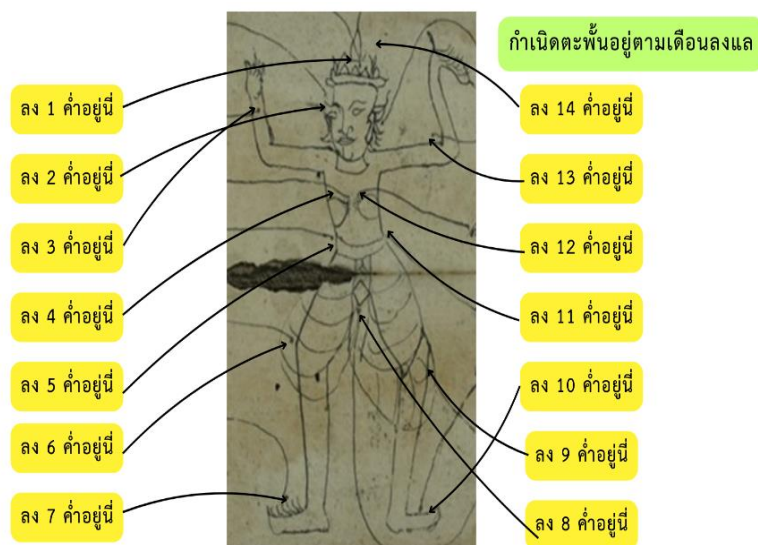 กำเนิดตะพั้นอยู่ตามเดือนลงแล
ลง 1 ค่ำอยู่นี่
ลง 2 ค่ำอยู่นี่
ลง 3 ค่ำอยู่นี่
ลง 4 ค่ำอยู่นี่
ลง 5 ค่ำอยู่นี่
ลง 6 ค่ำอยู่นี่
ลง 7 ค่ำอยู่นี่
ลง 14 ค่ำอยู่นี่
ลง 13 ค่ำอยู่นี่
ลง 12 ค่ำอยู่นี่
ลง 11 ค่ำอยู่นี่
ลง 10 ค่ำอยู่นี่
ลง 9 ค่ำอยู่นี่
ลง 8 ค่ำอยู่นี่